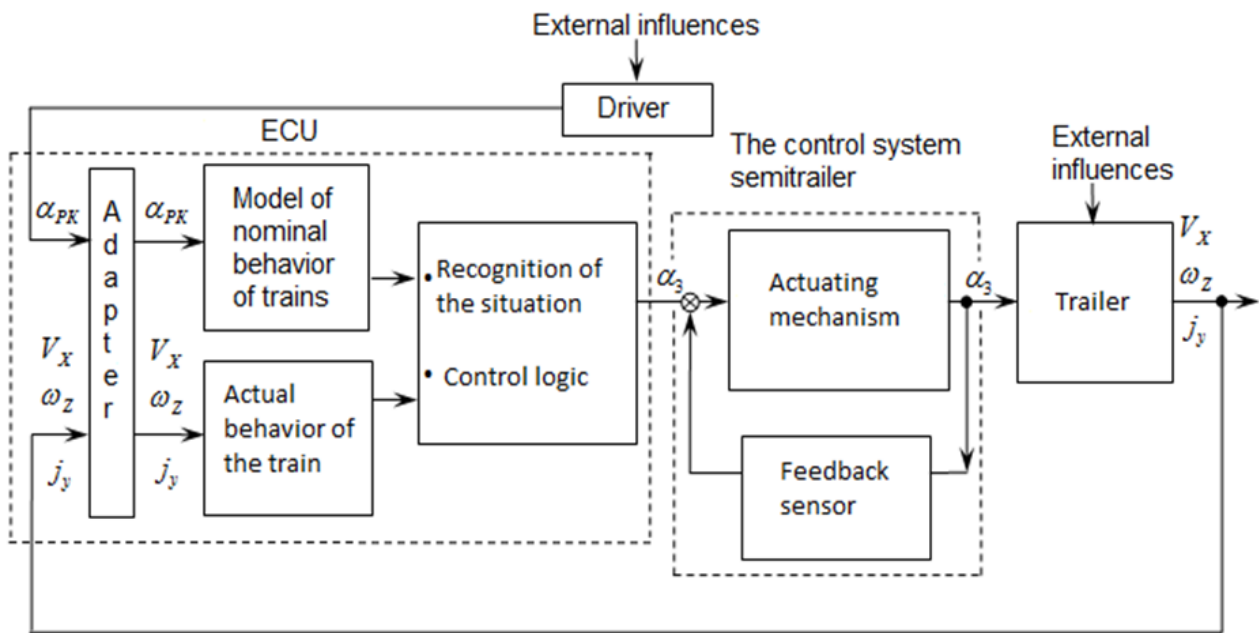 External influences
Driver
ECU
The control system
semitrailer
External
influences
α_PK
A
d
a
p
t
e
r
α_PK
Model of
nominal
behavior
of trains
• Recognition of
the situation
• Control logic
α_3
⊗
Actuating
mechanism
α_3
Trailer
V_X
ω_Z
j_y
V_X
ω_Z
j_y
V_X
ω_Z
j_y
Actual
behavior of
the train
Feedback
sensor